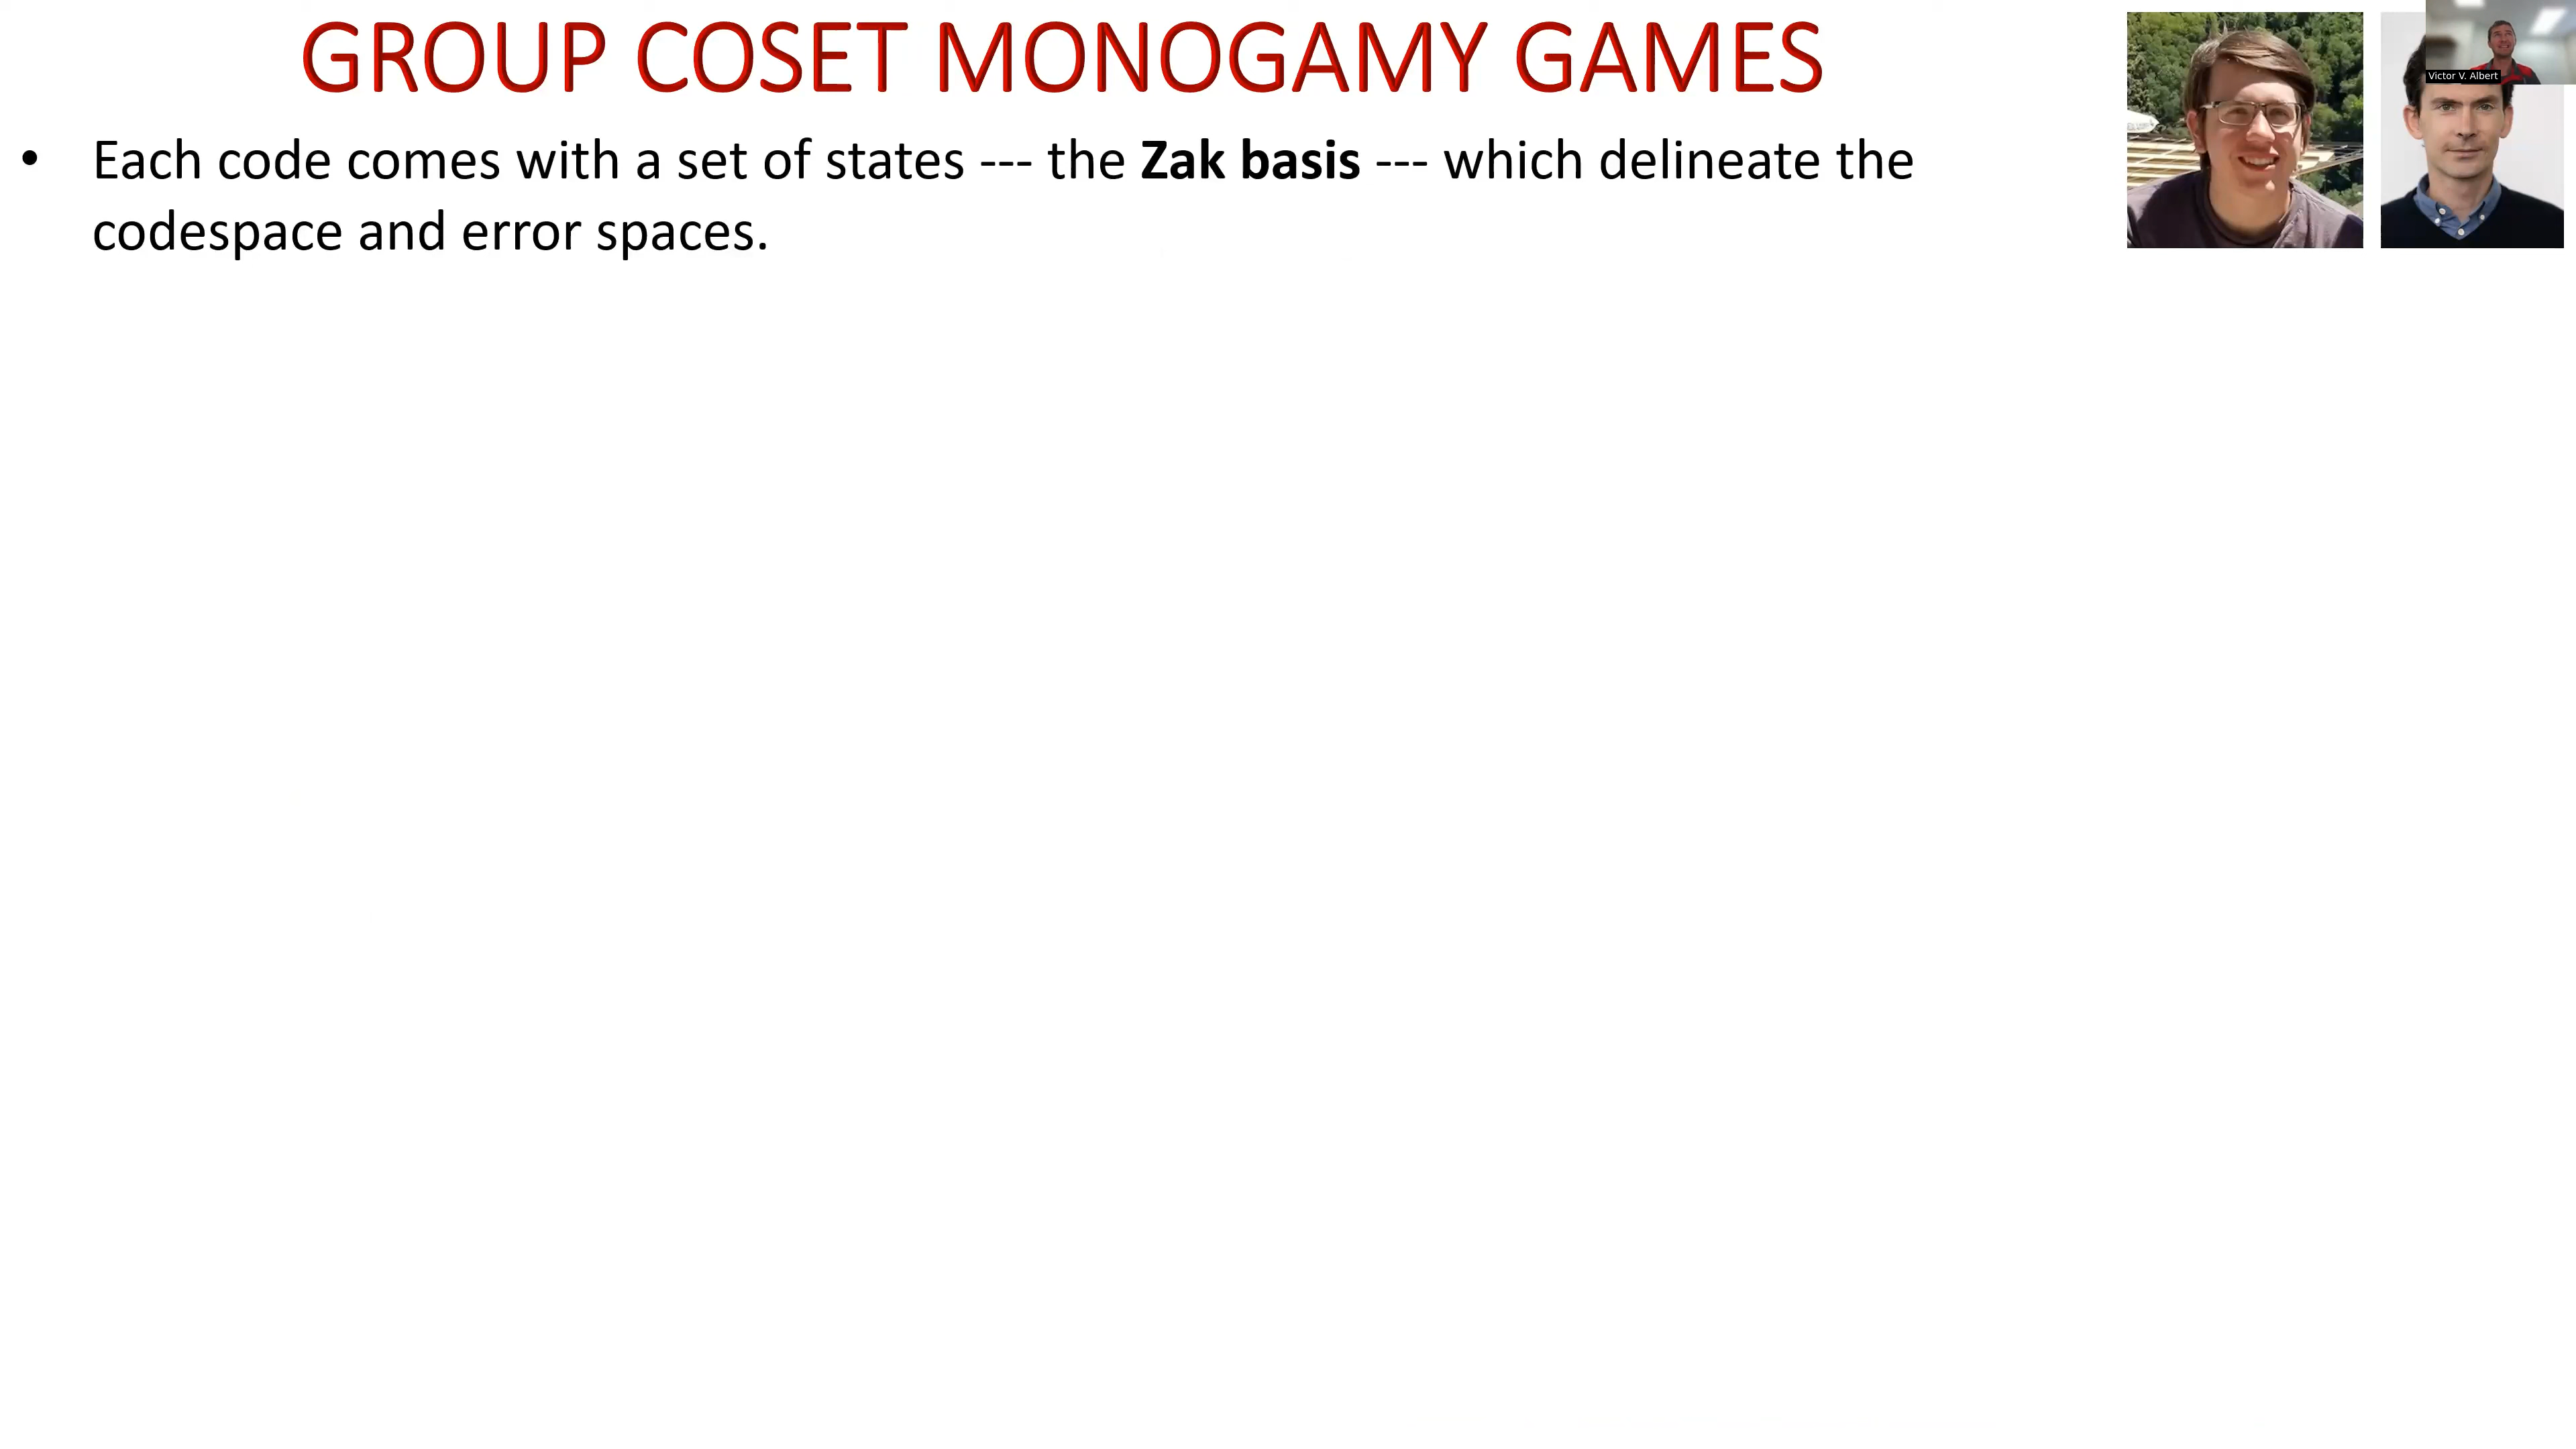 GROUP COSET MONOGAMY GAMES
• Each code comes with a set of states --- the Zak basis --- which delineate the
codespace and error spaces.
Victor V. Albert